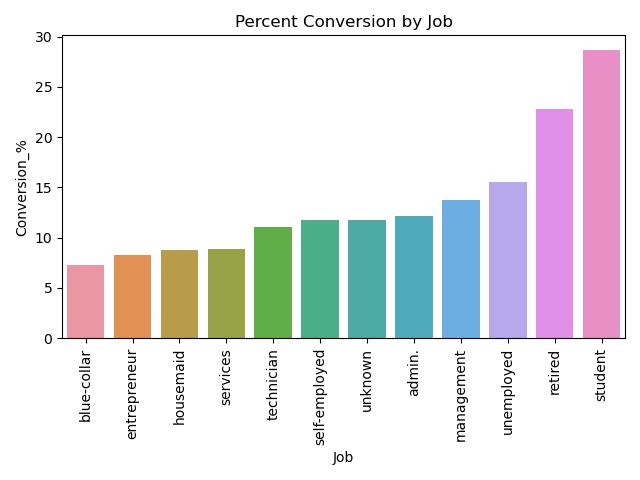 Percent Conversion by Job
Conversion_%
30
25
20
15
10
5
0
blue-collar
entrepreneur
housemaid
services
technician
self-employed
unknown
admin.
management
unemployed
retired
student
Job